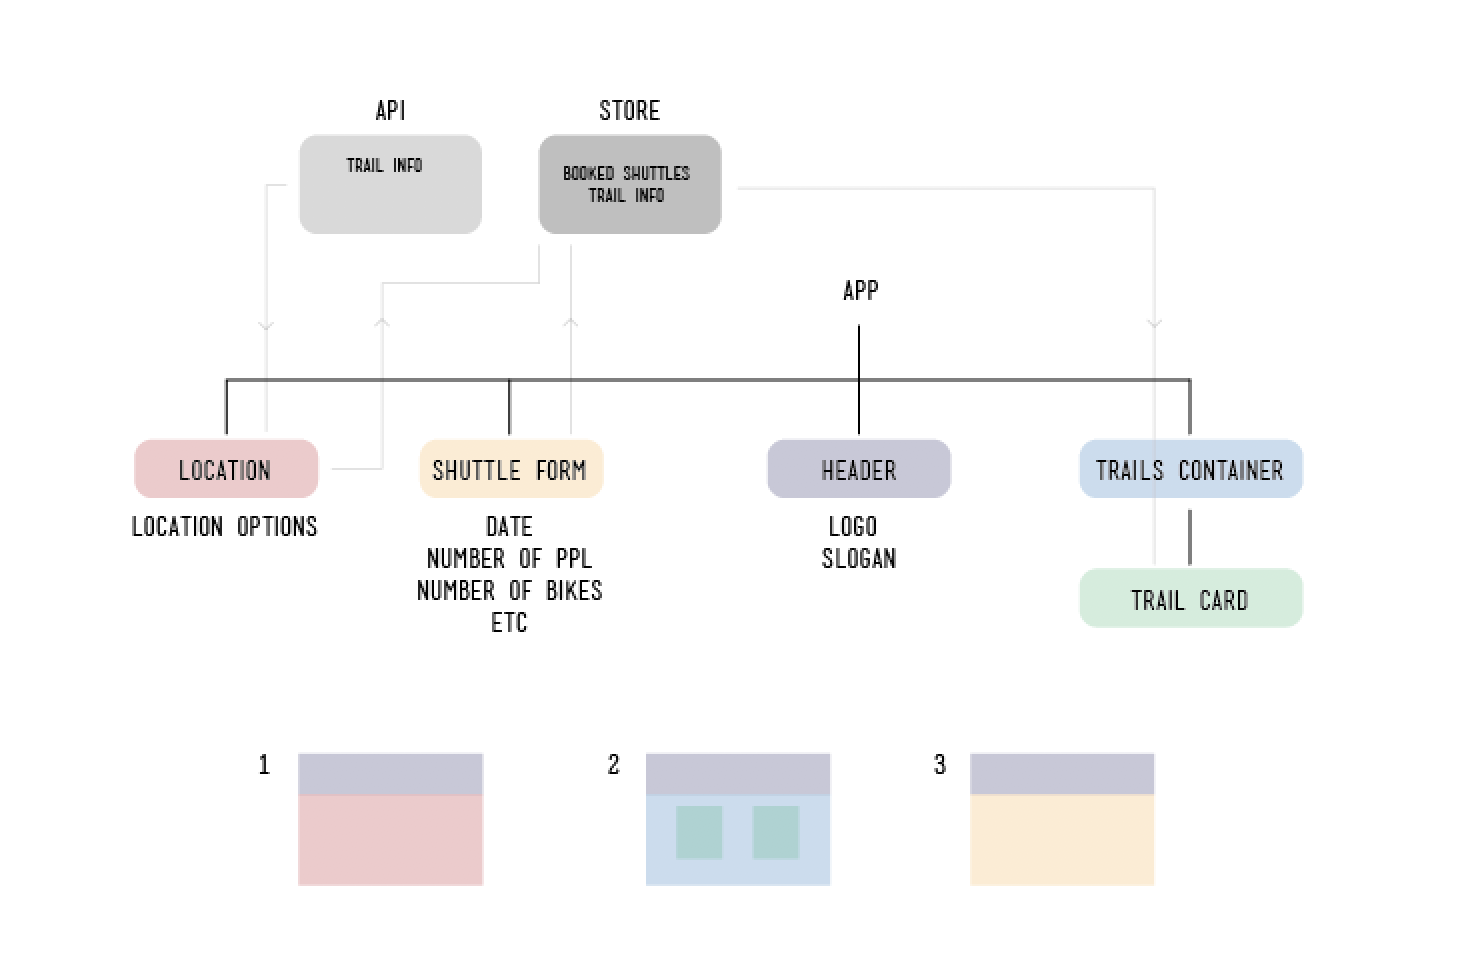 API
STORE
TRAIL INFO
BOOKED SHUTTLES
TRAIL INFO
APP
LOCATION
SHUTTLE FORM
HEADER
TRAILS CONTAINER
LOCATION OPTIONS
DATE
NUMBER OF PPL
NUMBER OF BIKES
ETC
LOGO
SLOGAN
TRAIL CARD
1
2
3